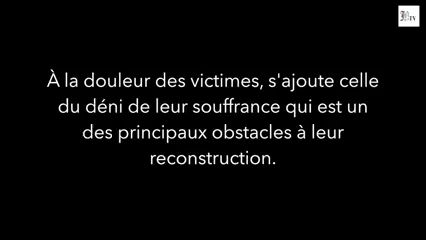 TV
À la douleur des victimes, s'ajoute celle
du déni de leur souffrance qui est un
des principaux obstacles à leur
reconstruction.